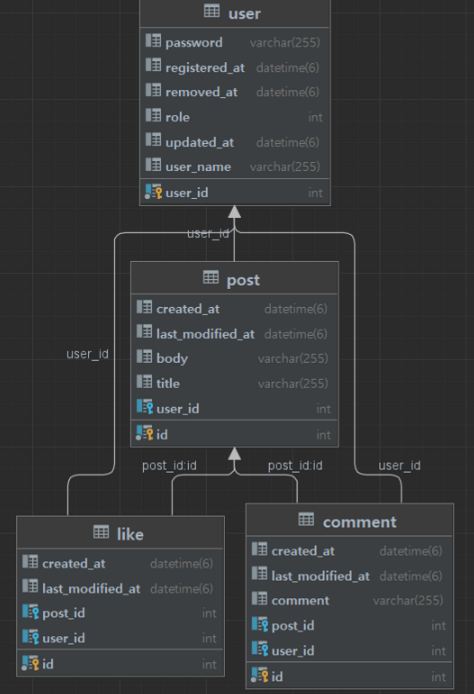 user
password varchar(255)
registered_at datetime(6)
removed_at datetime(6)
role int
updated_at datetime(6)
user_name varchar(255)
user_id int
user_id
post
created_at datetime(6)
last_modified_at datetime(6)
body varchar(255)
title varchar(255)
user_id int
id int
user_id
post_id:id
post_id:id
user_id
like
created_at datetime(6)
last_modified_at datetime(6)
post_id int
user_id int
id int
comment
created_at datetime(6)
last_modified_at datetime(6)
comment varchar(255)
post_id int
user_id int
id int